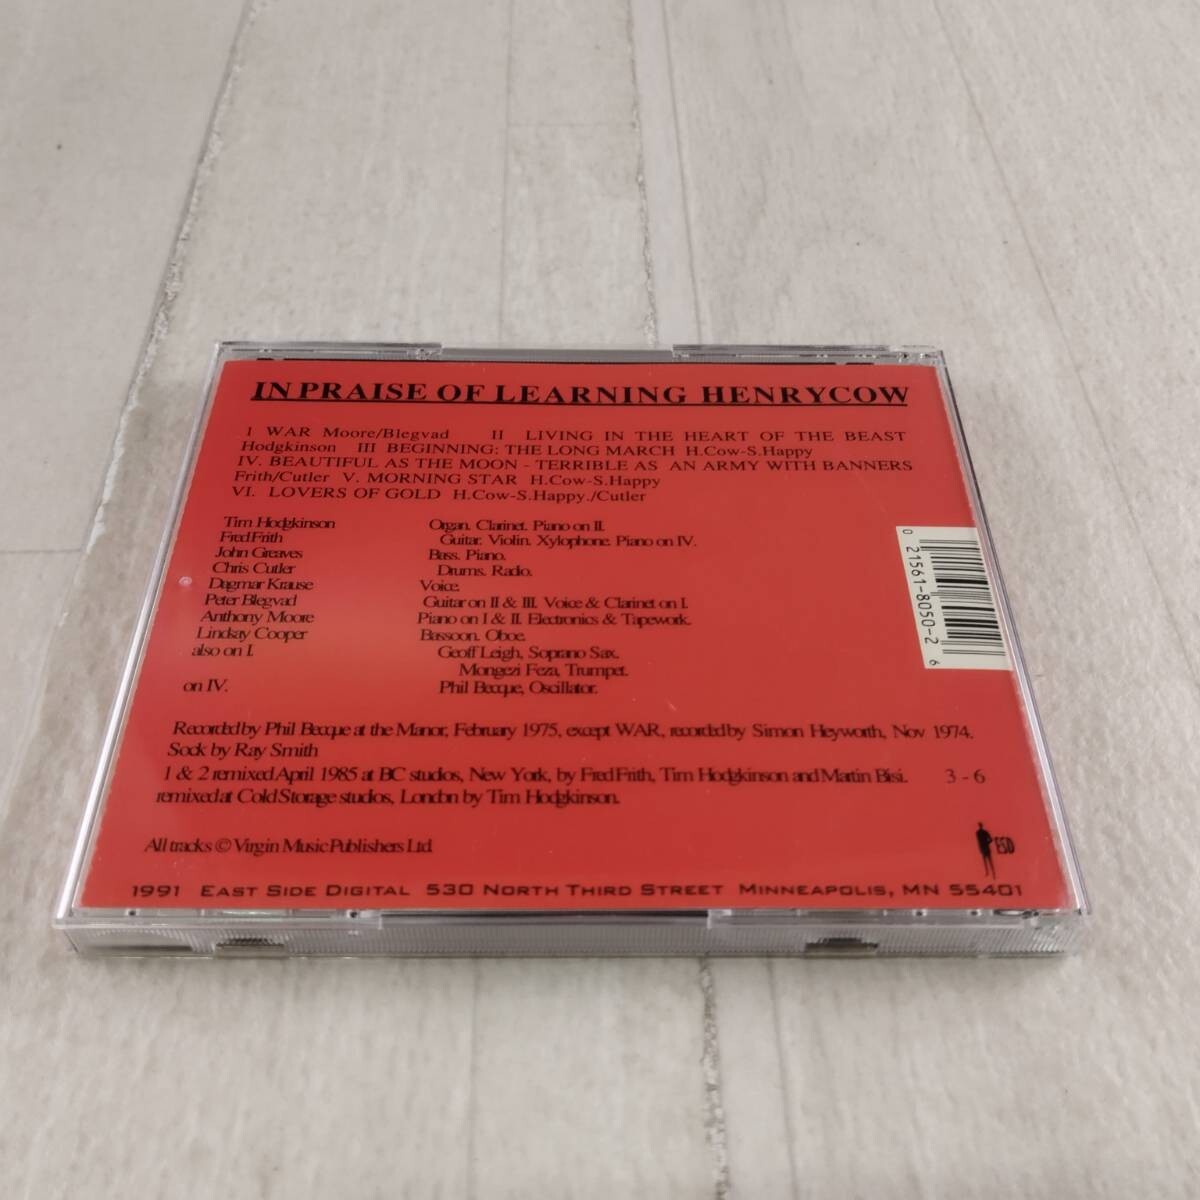 IN PRAISE OF LEARNING HENRYCOW
I WAR Moore/Blegvad II LIVING IN THE HEART OF THE BEAST
Hodgkinson III BEGINNING: THE LONG MARCH H.Cow-S.Happy
IV. BEAUTIFUL AS THE MOON - TERRIBLE AS AN ARMY WITH BANNERS
Frith/Cutler V. MORNING STAR H.Cow-S.Happy
VI. LOVERS OF GOLD H.Cow-S.Happy./Cutler
Tim Hodgkinson Organ. Clarinet. Piano on II.
Fred Frith Guitar. Violin. Xylophone. Piano on IV.
John Greaves Bass. Piano.
Chris Cutler Drums. Radio.
Dagmar Krause Voice.
Peter Blegvad Guitar on II & III. Voice & Clarinet on I.
Anthony Moore Piano on I & II. Electronics & Tapework.
Lindsay Cooper Bassoon. Oboe.
also on I. Geoff Leigh, Soprano Sax.
Mongezi Feza, Trumpet.
on IV. Phil Becque, Oscillator.
Recorded by Phil Becque at the Manor, February 1975, except WAR, recorded by Simon Heyworth, Nov 1974.
Sock by Ray Smith
1 & 2 remixed April 1985 at BC studios, New York, by Fred Frith, Tim Hodgkinson and Martin Bisi. 3 - 6
remixed at Cold Storage studios, London by Tim Hodgkinson.
All tracks © Virgin Music Publishers Ltd.
ESD
1991 EAST SIDE DIGITAL 530 NORTH THIRD STREET MINNEAPOLIS, MN 55401
0 21561-8050-2 6